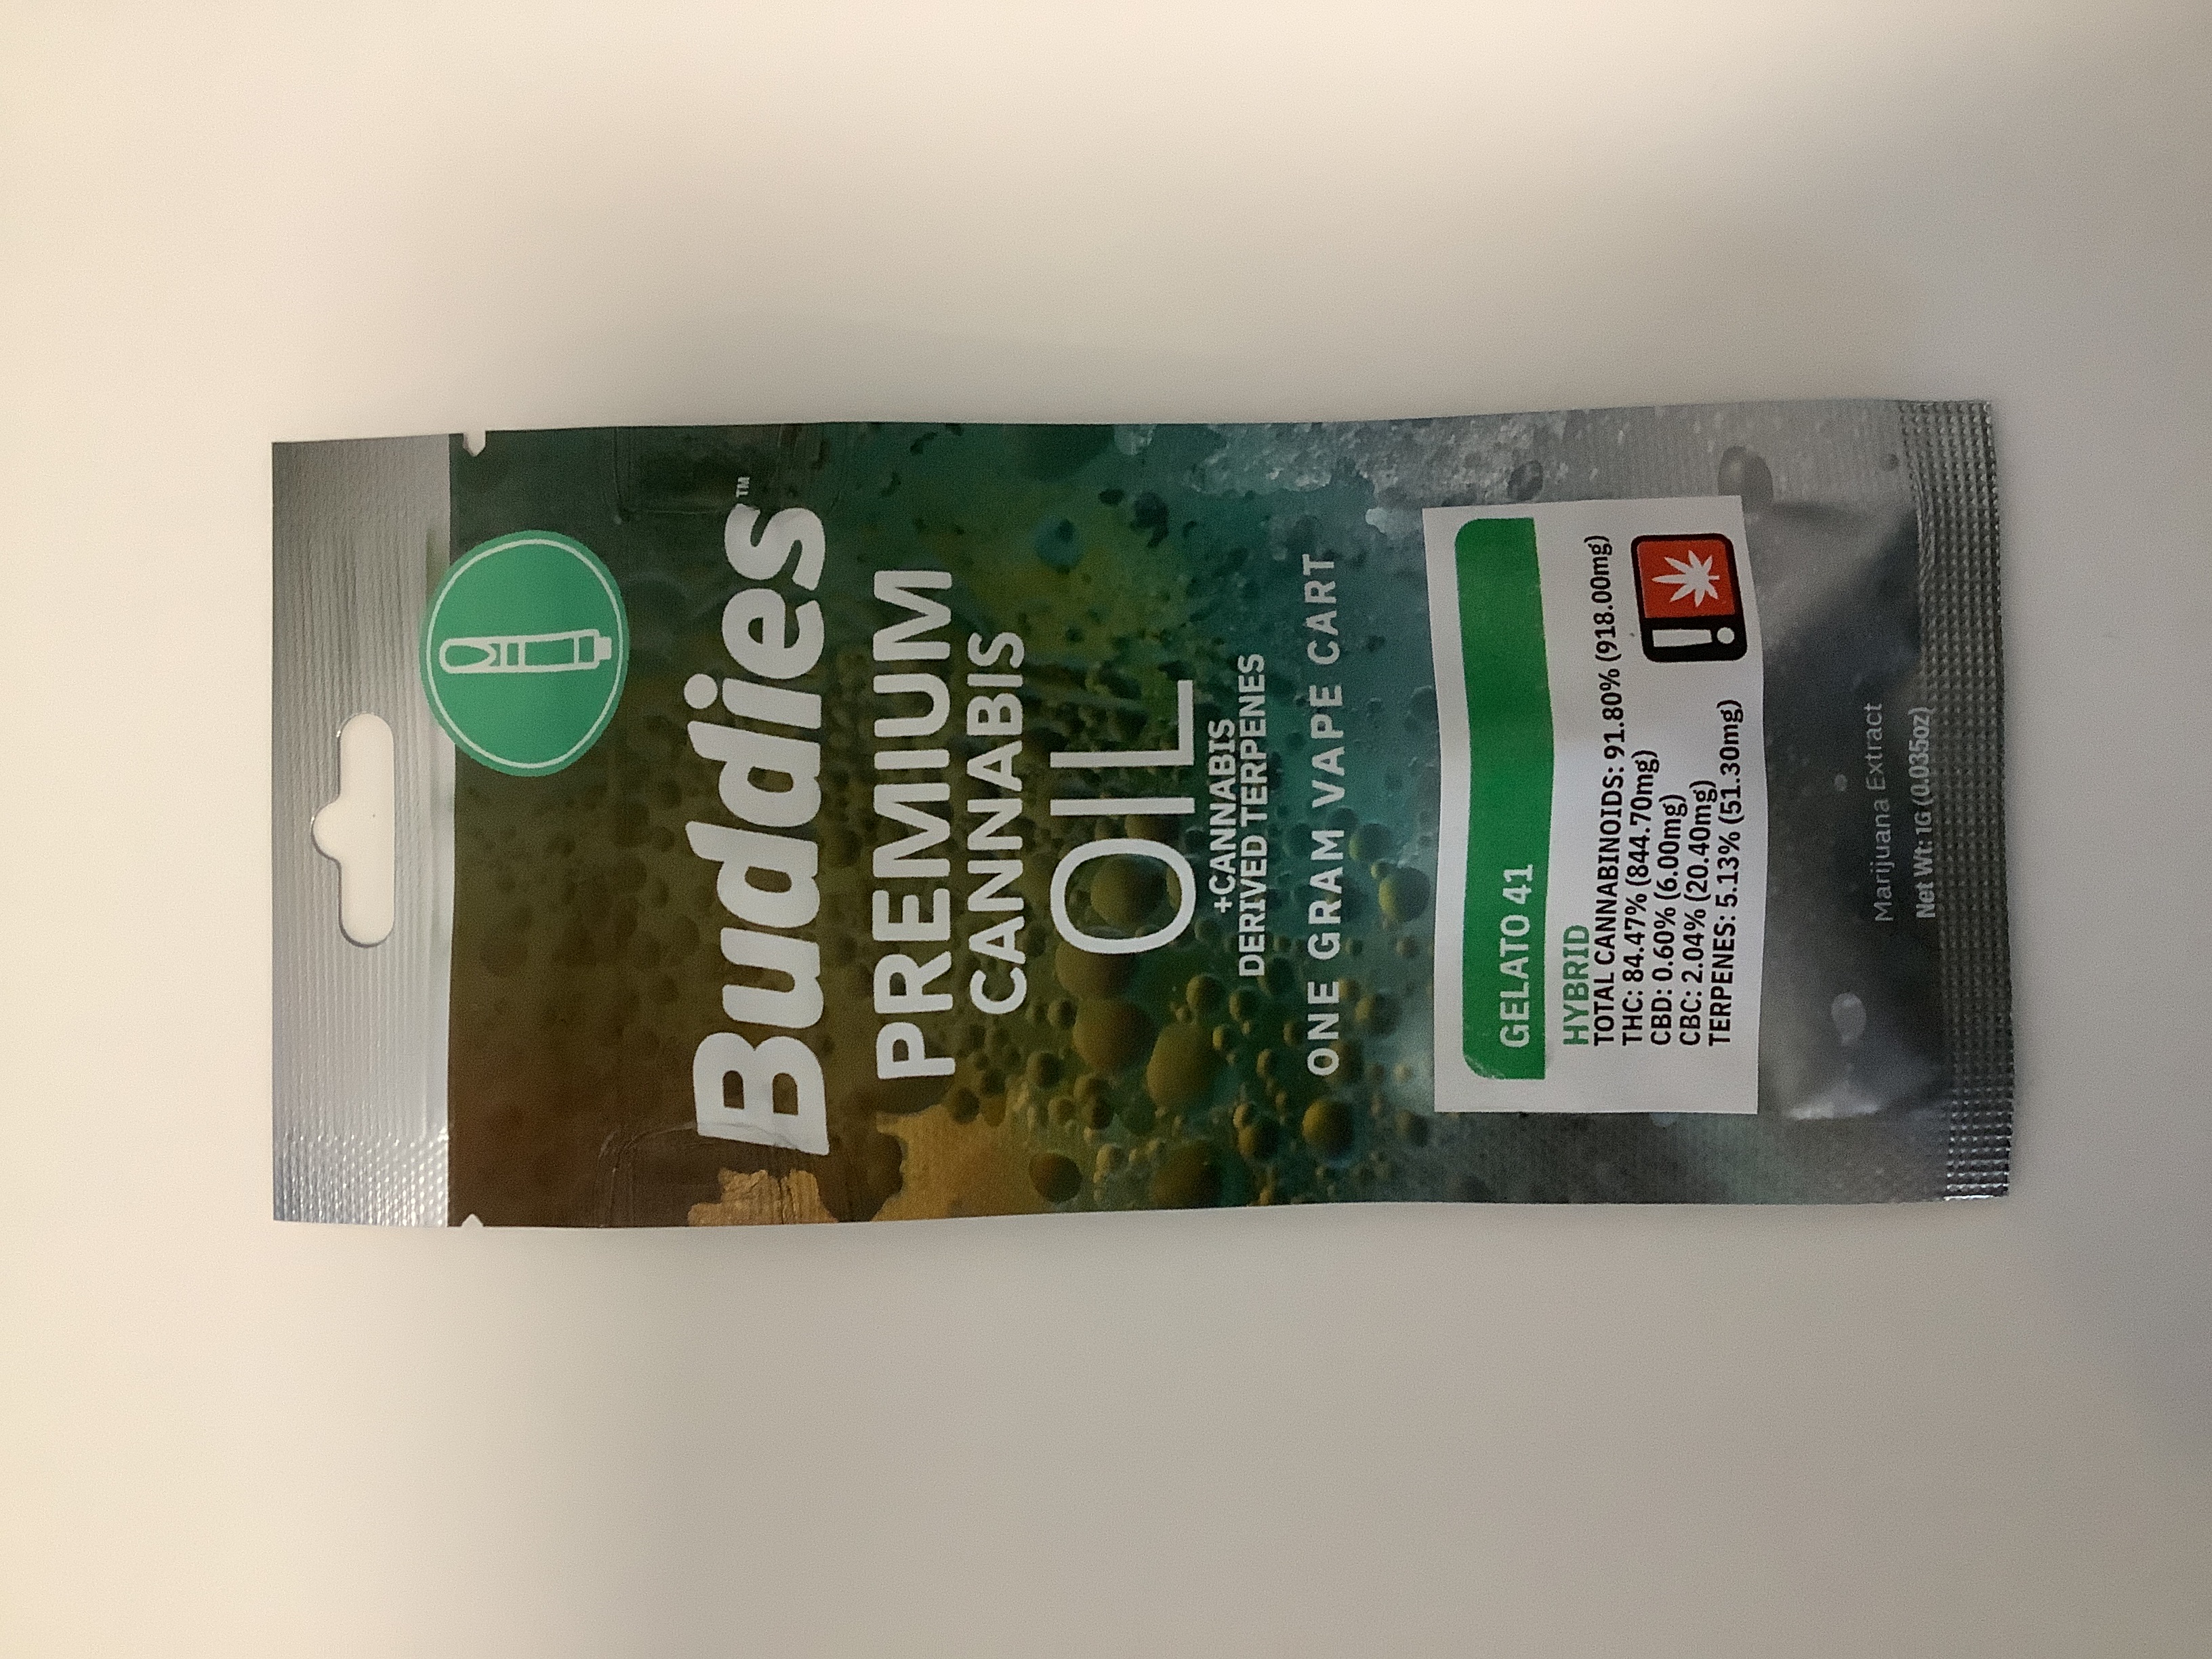 Buddies™
PREMIUM
CANNABIS
OIL
+CANNABIS
DERIVED TERPENES
ONE GRAM VAPE CART
GELATO 41
HYBRID
TOTAL CANNABINOIDS: 91.80% (918.00mg)
THC: 84.47% (844.70mg)
CBD: 0.60% (6.00mg)
CBC: 2.04% (20.40mg)
TERPENES: 5.13% (51.30mg)
!
Marijuana Extract
Net Wt: 1G (0.035oz)